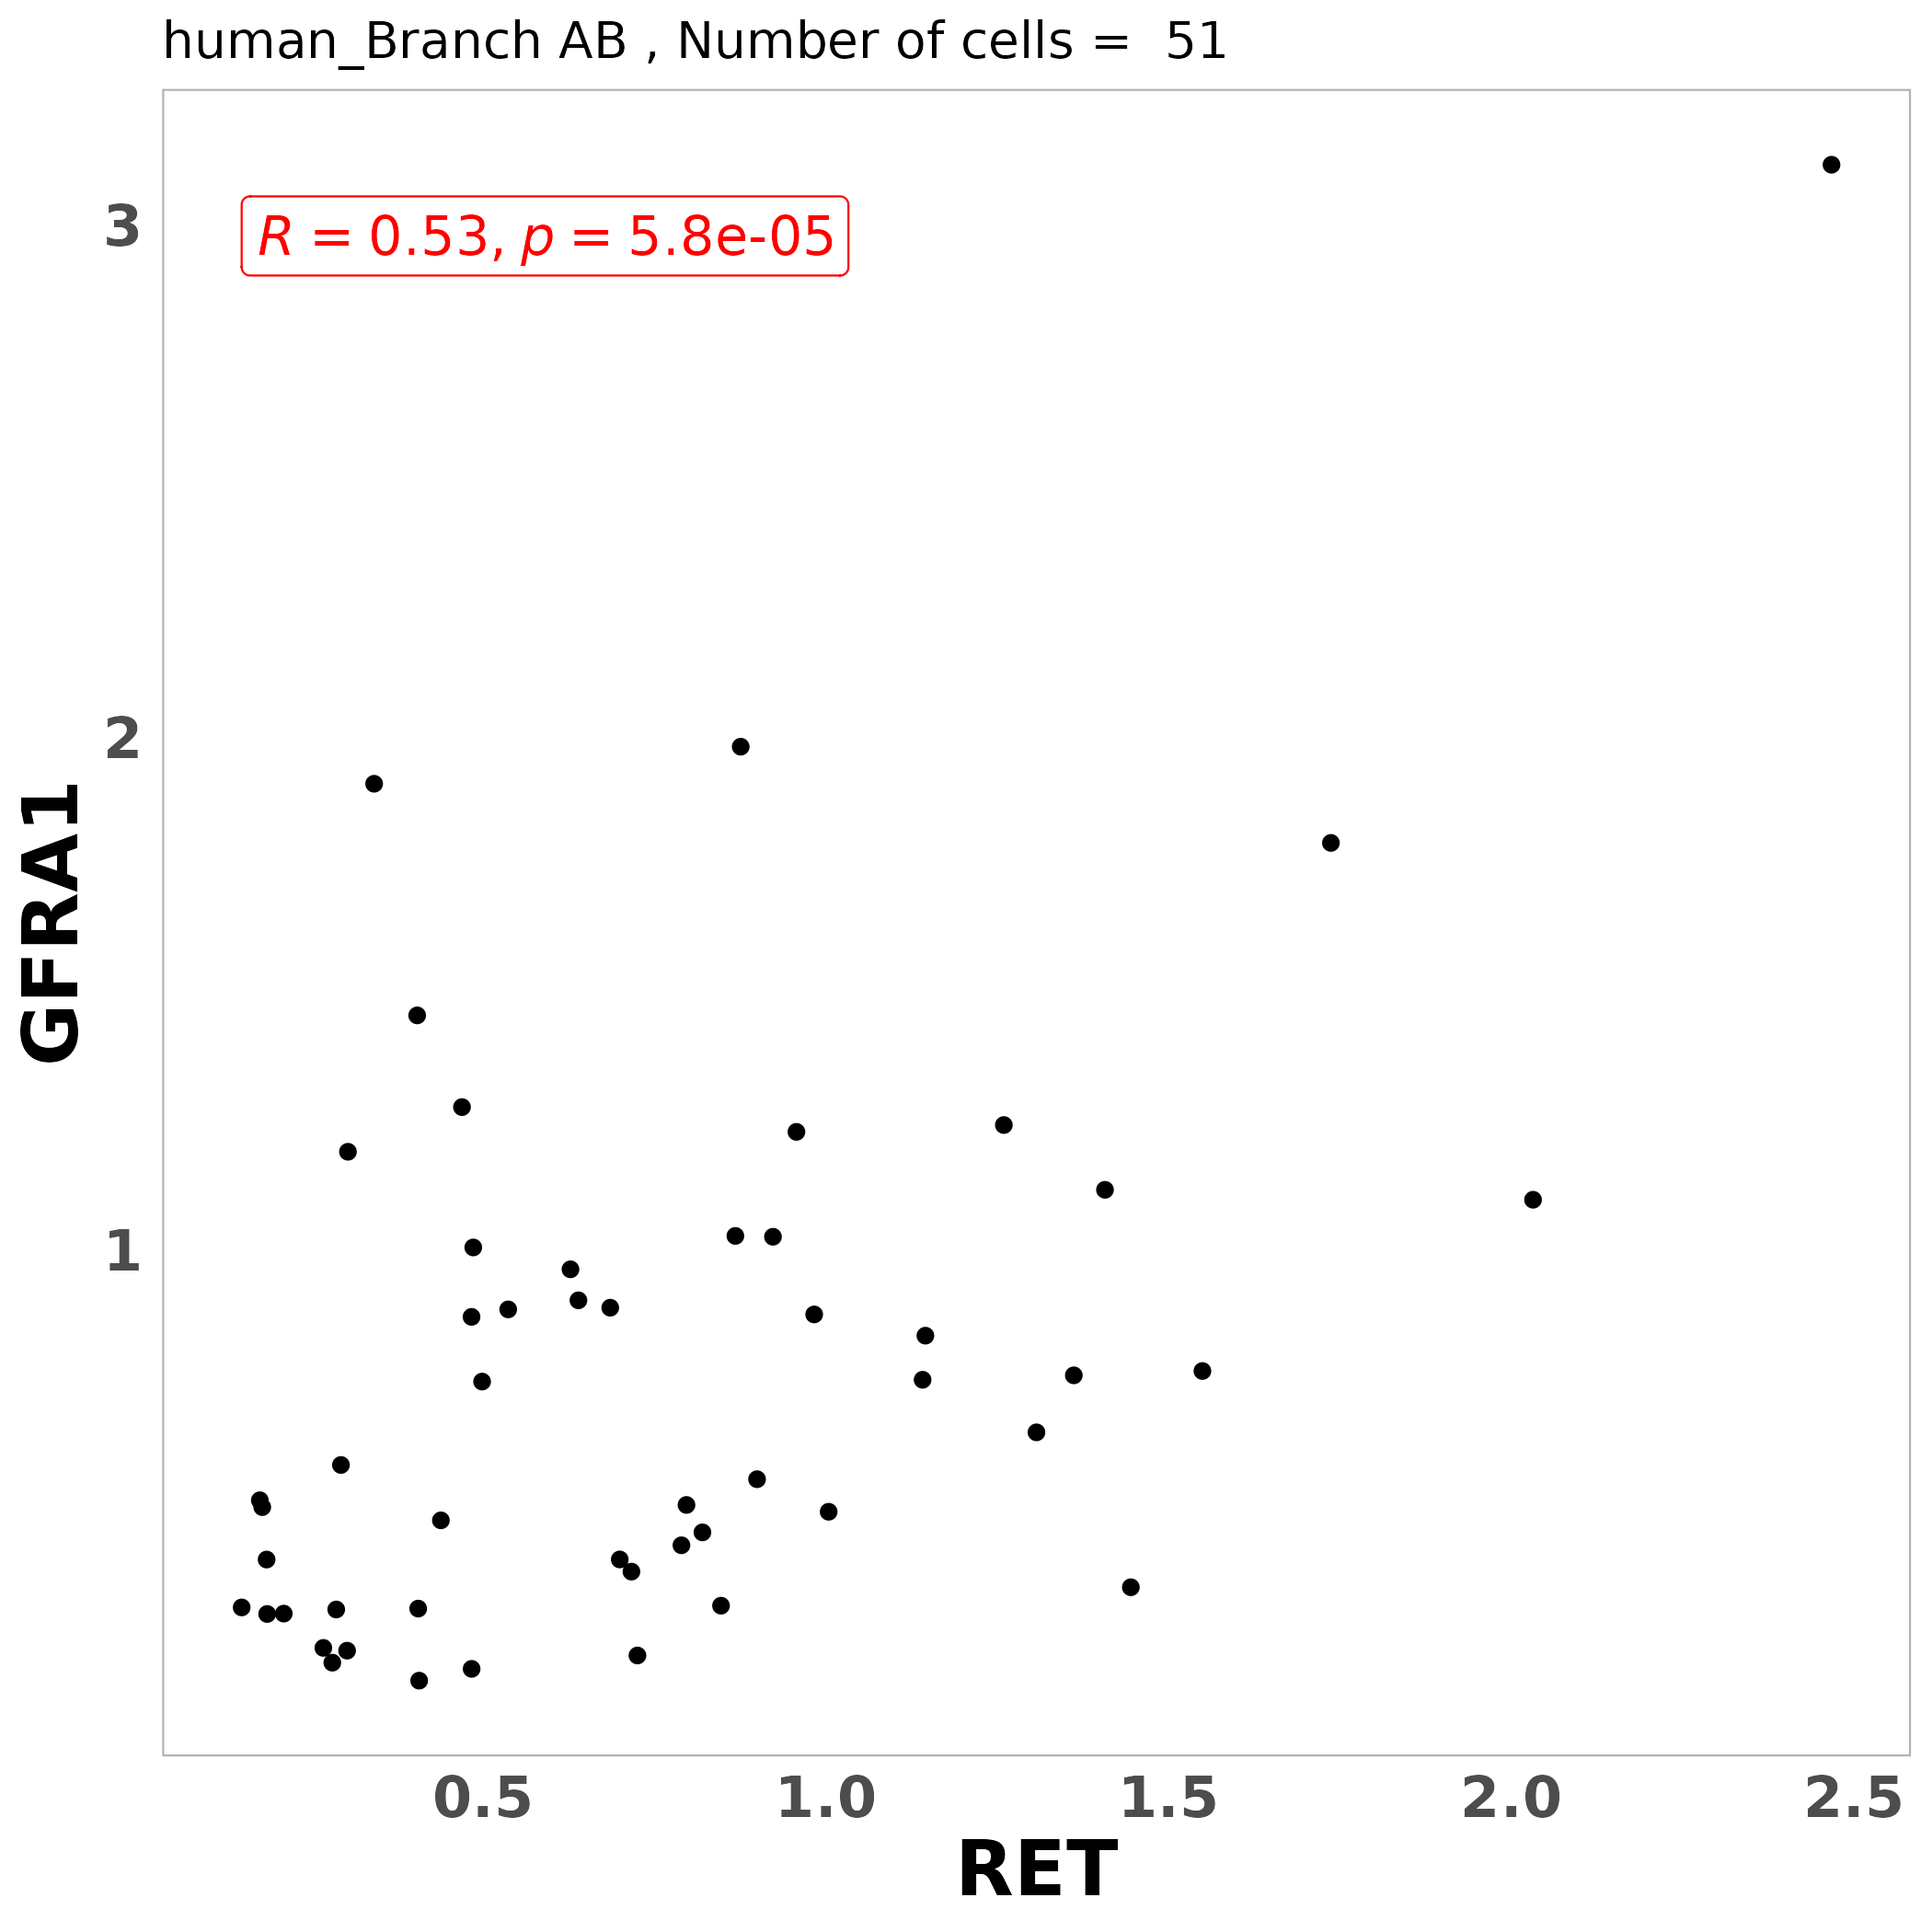 human_Branch AB , Number of cells =  51
R = 0.53, p = 5.8e-05
3
2
1
GFRA1
0.5 1.0 1.5 2.0 2.5
RET